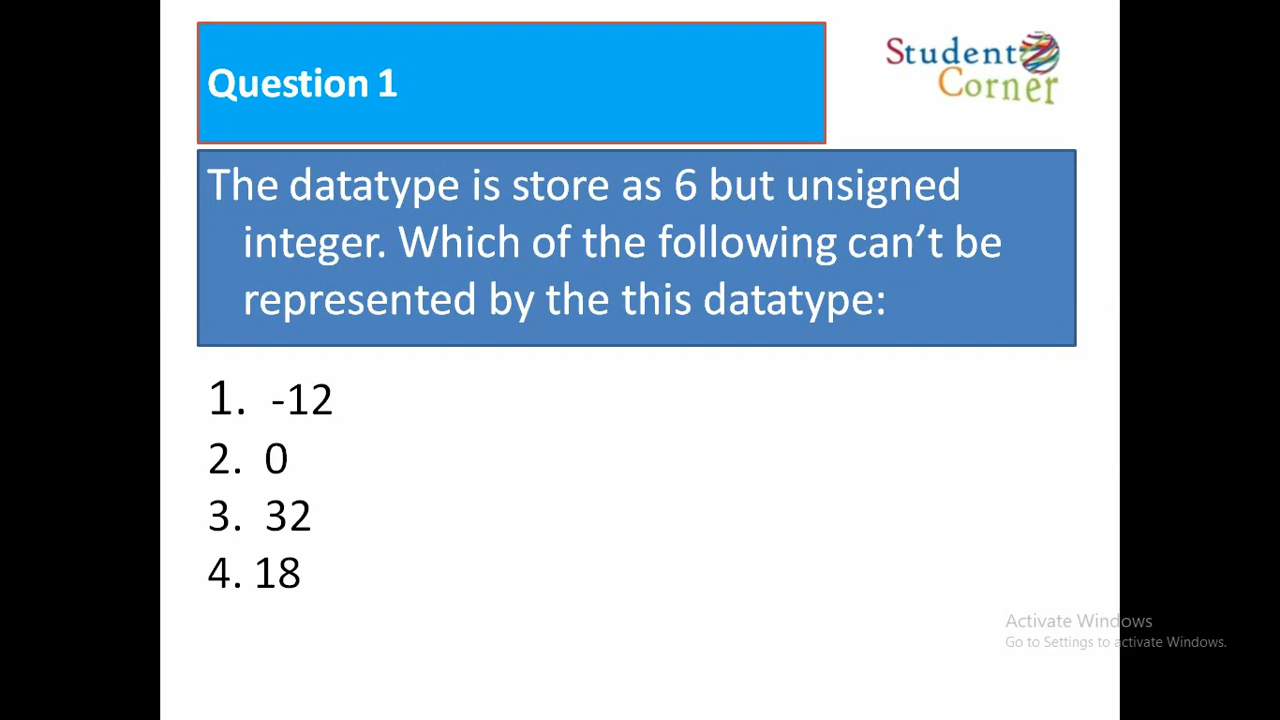 Question 1
Student
Corner
The datatype is store as 6 but unsigned
integer. Which of the following can’t be
represented by the this datatype:
1. -12
2. 0
3. 32
4. 18
Activate Windows
Go to Settings to activate Windows.